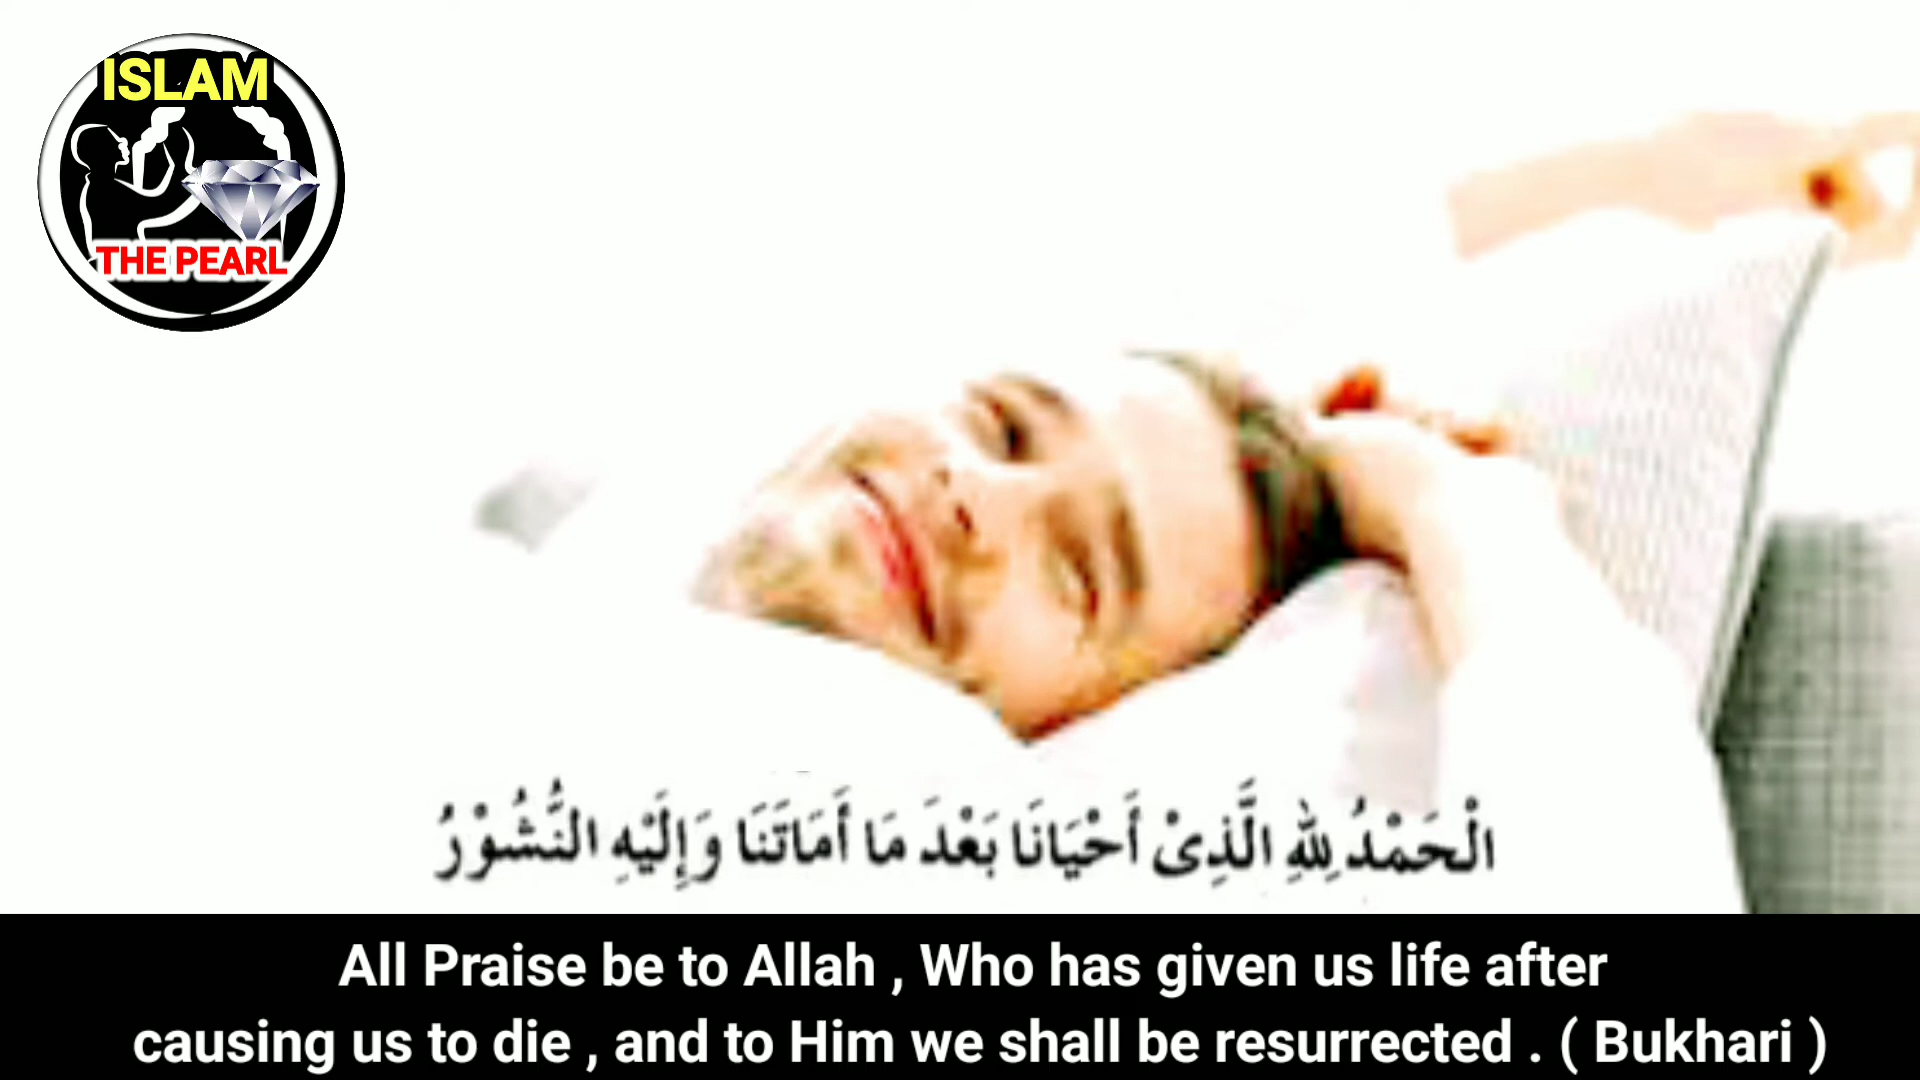 ISLAM
THE PEARL
الْحَمْدُ لِلّٰهِ الَّذِىْ أَحْيَانَا بَعْدَ مَا أَمَاتَنَا وَإِلَيْهِ النُّشُوْرُ
All Praise be to Allah , Who has given us life after
causing us to die , and to Him we shall be resurrected . ( Bukhari )